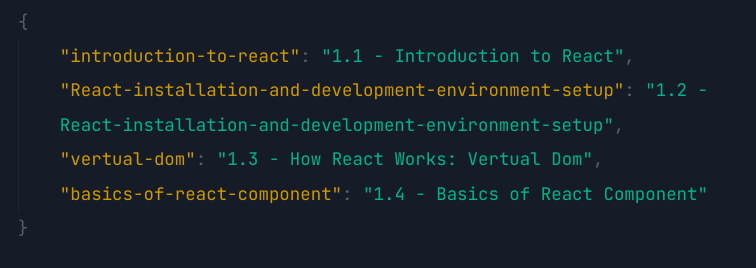 {
"introduction-to-react": "1.1 - Introduction to React",
"React-installation-and-development-environment-setup": "1.2 -
React-installation-and-development-environment-setup",
"vertual-dom": "1.3 - How React Works: Vertual Dom",
"basics-of-react-component": "1.4 - Basics of React Component"
}